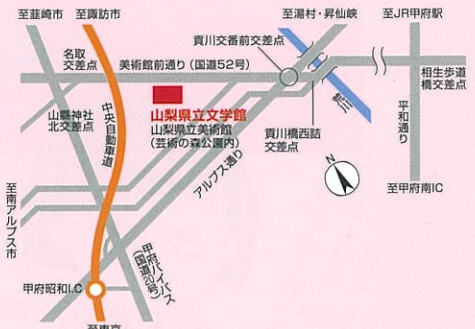 至韮崎市
至諏訪市
至湯村・昇仙峡
至JR甲府駅
名取
交差点
美術館前通り(国道52号)
貢川交番前交差点
相生歩道
橋交差点
山梨県立文学館
山梨県立美術館
(芸術の森公園内)
荒川
貢川橋西詰
交差点
平和通り
山縣神社
北交差点
中央自動車道
アルプス通り
N
至甲府南IC
至南アルプス市
甲府バイパス
(国道20号)
甲府昭和I.C
至東京